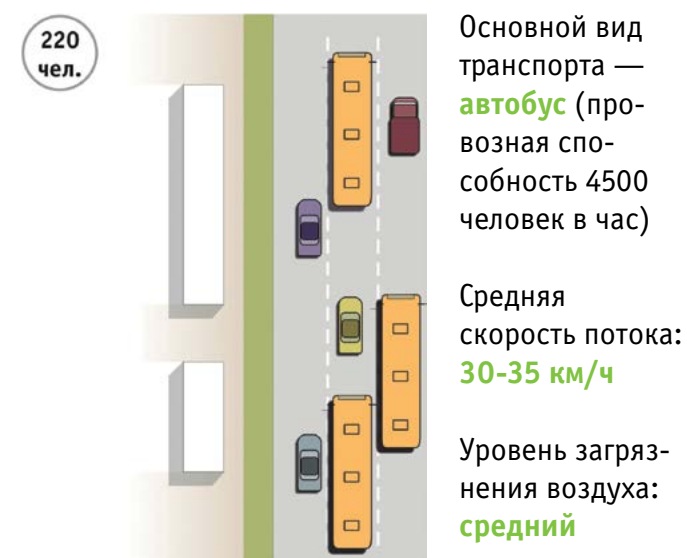 220
чел.
Основной вид
транспорта —
автобус (про-
возная спо-
собность 4500
человек в час)
Средняя
скорость потока:
30-35 км/ч
Уровень загряз-
нения воздуха:
средний